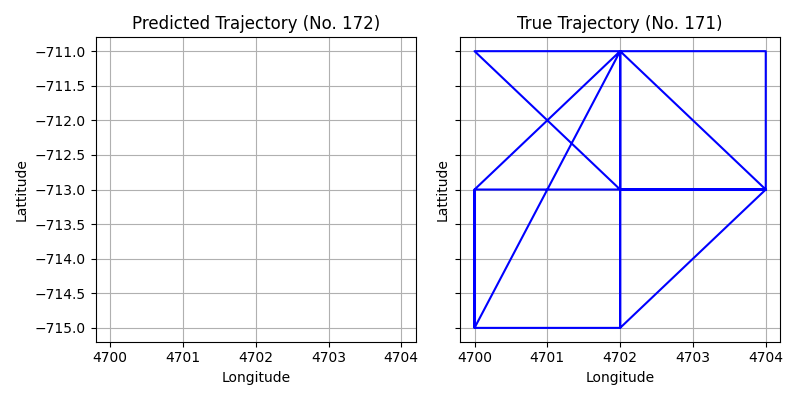 Predicted Trajectory (No. 172)
True Trajectory (No. 171)
−711.0
−711.5
−712.0
−712.5
−713.0
−713.5
−714.0
−714.5
−715.0
Lattitude
Lattitude
4700 4701 4702 4703 4704
4700 4701 4702 4703 4704
Longitude
Longitude